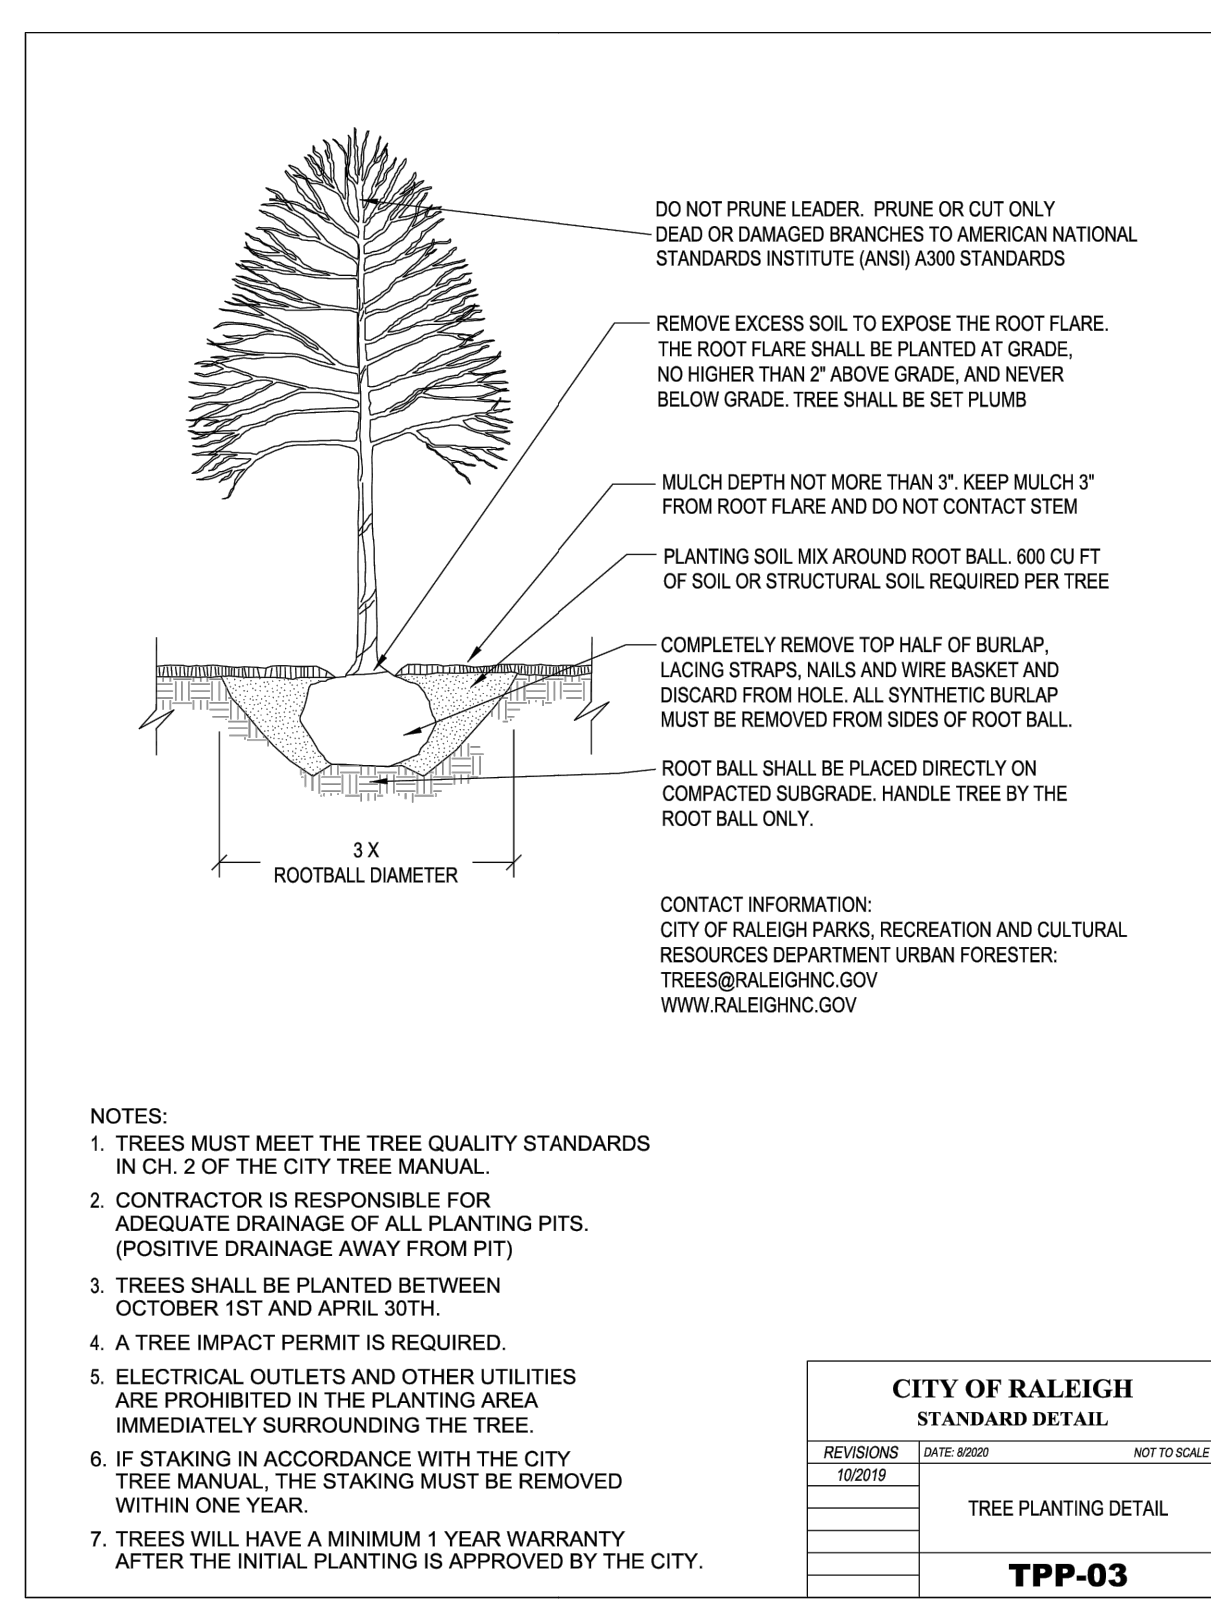 DO NOT PRUNE LEADER.  PRUNE OR CUT ONLY
DEAD OR DAMAGED BRANCHES TO AMERICAN NATIONAL
STANDARDS INSTITUTE (ANSI) A300 STANDARDS
REMOVE EXCESS SOIL TO EXPOSE THE ROOT FLARE.
THE ROOT FLARE SHALL BE PLANTED AT GRADE,
NO HIGHER THAN 2" ABOVE GRADE, AND NEVER
BELOW GRADE. TREE SHALL BE SET PLUMB
MULCH DEPTH NOT MORE THAN 3". KEEP MULCH 3"
FROM ROOT FLARE AND DO NOT CONTACT STEM
PLANTING SOIL MIX AROUND ROOT BALL. 600 CU FT
OF SOIL OR STRUCTURAL SOIL REQUIRED PER TREE
COMPLETELY REMOVE TOP HALF OF BURLAP,
LACING STRAPS, NAILS AND WIRE BASKET AND
DISCARD FROM HOLE. ALL SYNTHETIC BURLAP
MUST BE REMOVED FROM SIDES OF ROOT BALL.
ROOT BALL SHALL BE PLACED DIRECTLY ON
COMPACTED SUBGRADE. HANDLE TREE BY THE
ROOT BALL ONLY.
3 X
ROOTBALL DIAMETER
CONTACT INFORMATION:
CITY OF RALEIGH PARKS, RECREATION AND CULTURAL
RESOURCES DEPARTMENT URBAN FORESTER:
TREES@RALEIGHNC.GOV
WWW.RALEIGHNC.GOV
NOTES:
1. TREES MUST MEET THE TREE QUALITY STANDARDS
IN CH. 2 OF THE CITY TREE MANUAL.
2. CONTRACTOR IS RESPONSIBLE FOR
ADEQUATE DRAINAGE OF ALL PLANTING PITS.
(POSITIVE DRAINAGE AWAY FROM PIT)
3. TREES SHALL BE PLANTED BETWEEN
OCTOBER 1ST AND APRIL 30TH.
4. A TREE IMPACT PERMIT IS REQUIRED.
5. ELECTRICAL OUTLETS AND OTHER UTILITIES
ARE PROHIBITED IN THE PLANTING AREA
IMMEDIATELY SURROUNDING THE TREE.
6. IF STAKING IN ACCORDANCE WITH THE CITY
TREE MANUAL, THE STAKING MUST BE REMOVED
WITHIN ONE YEAR.
7. TREES WILL HAVE A MINIMUM 1 YEAR WARRANTY
AFTER THE INITIAL PLANTING IS APPROVED BY THE CITY.
CITY OF RALEIGH
STANDARD DETAIL
REVISIONS DATE: 8/2020 NOT TO SCALE
10/2019
TREE PLANTING DETAIL
TPP-03